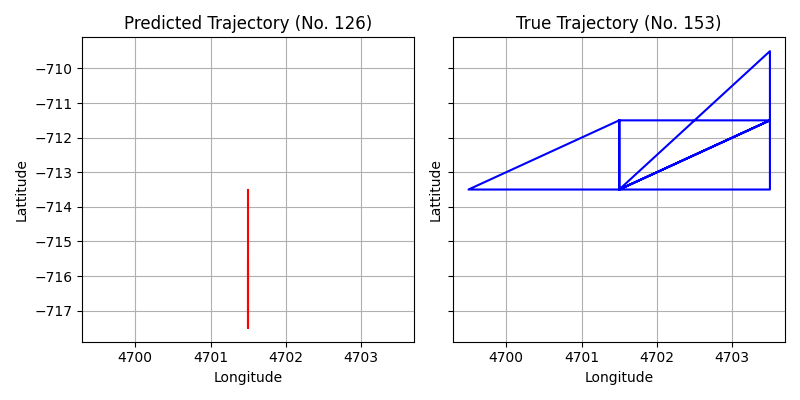 Predicted Trajectory (No. 126)
True Trajectory (No. 153)
−710
−711
−712
−713
−714
−715
−716
−717
Lattitude
Lattitude
4700 4701 4702 4703
4700 4701 4702 4703
Longitude
Longitude